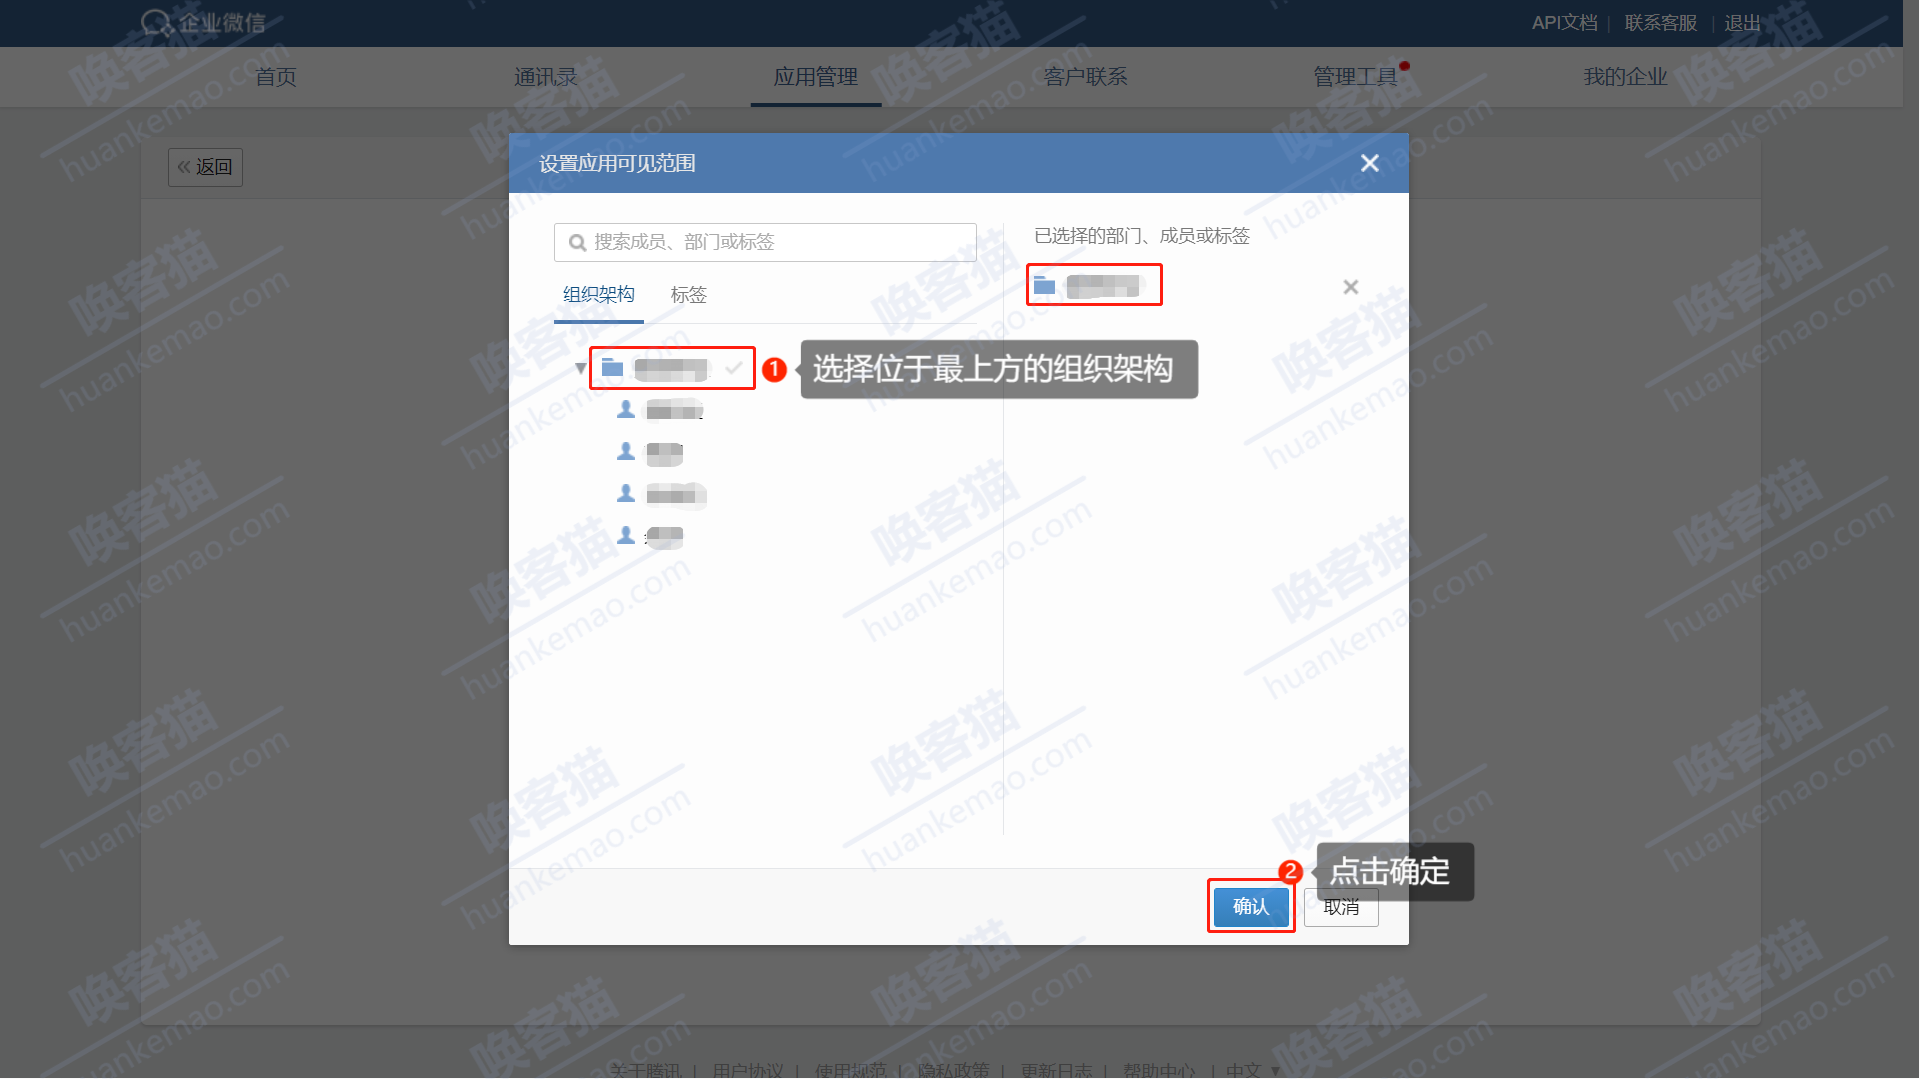 企业微信
API文档 | 联系客服 | 退出
首页 通讯录 应用管理 客户联系 管理工具 我的企业
« 返回
设置应用可见范围
搜索成员、部门或标签
已选择的部门、成员或标签
组织架构 标签
1 选择位于最上方的组织架构
2 点击确定
确认 取消
关于腾讯 | 用户协议 | 使用规范 | 隐私政策 | 更新日志 | 帮助中心 | 中文
唤客猫
huankemao.com